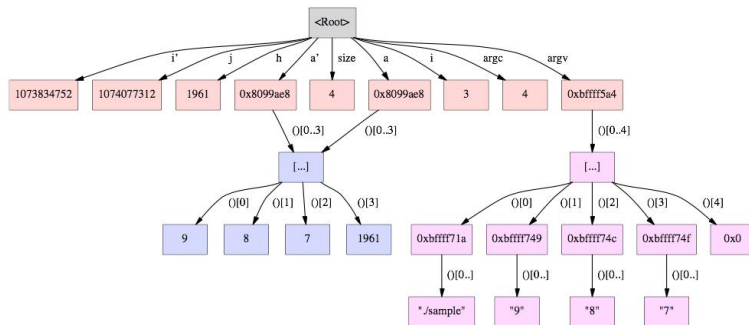 <Root>
i' j h a' size a i argc argv
1073834752 1074077312 1961 0x8099ae8 4 0x8099ae8 3 4 0xbffff5a4
()[0..3] ()[0..3] ()[0..4]
[...] [...]
()[0] ()[1] ()[2] ()[3] ()[0] ()[1] ()[2] ()[3] ()[4]
9 8 7 1961 0xbffff71a 0xbffff749 0xbffff74c 0xbffff74f 0x0
()[0..] ()[0..] ()[0..] ()[0..]
"./sample" "9" "8" "7"